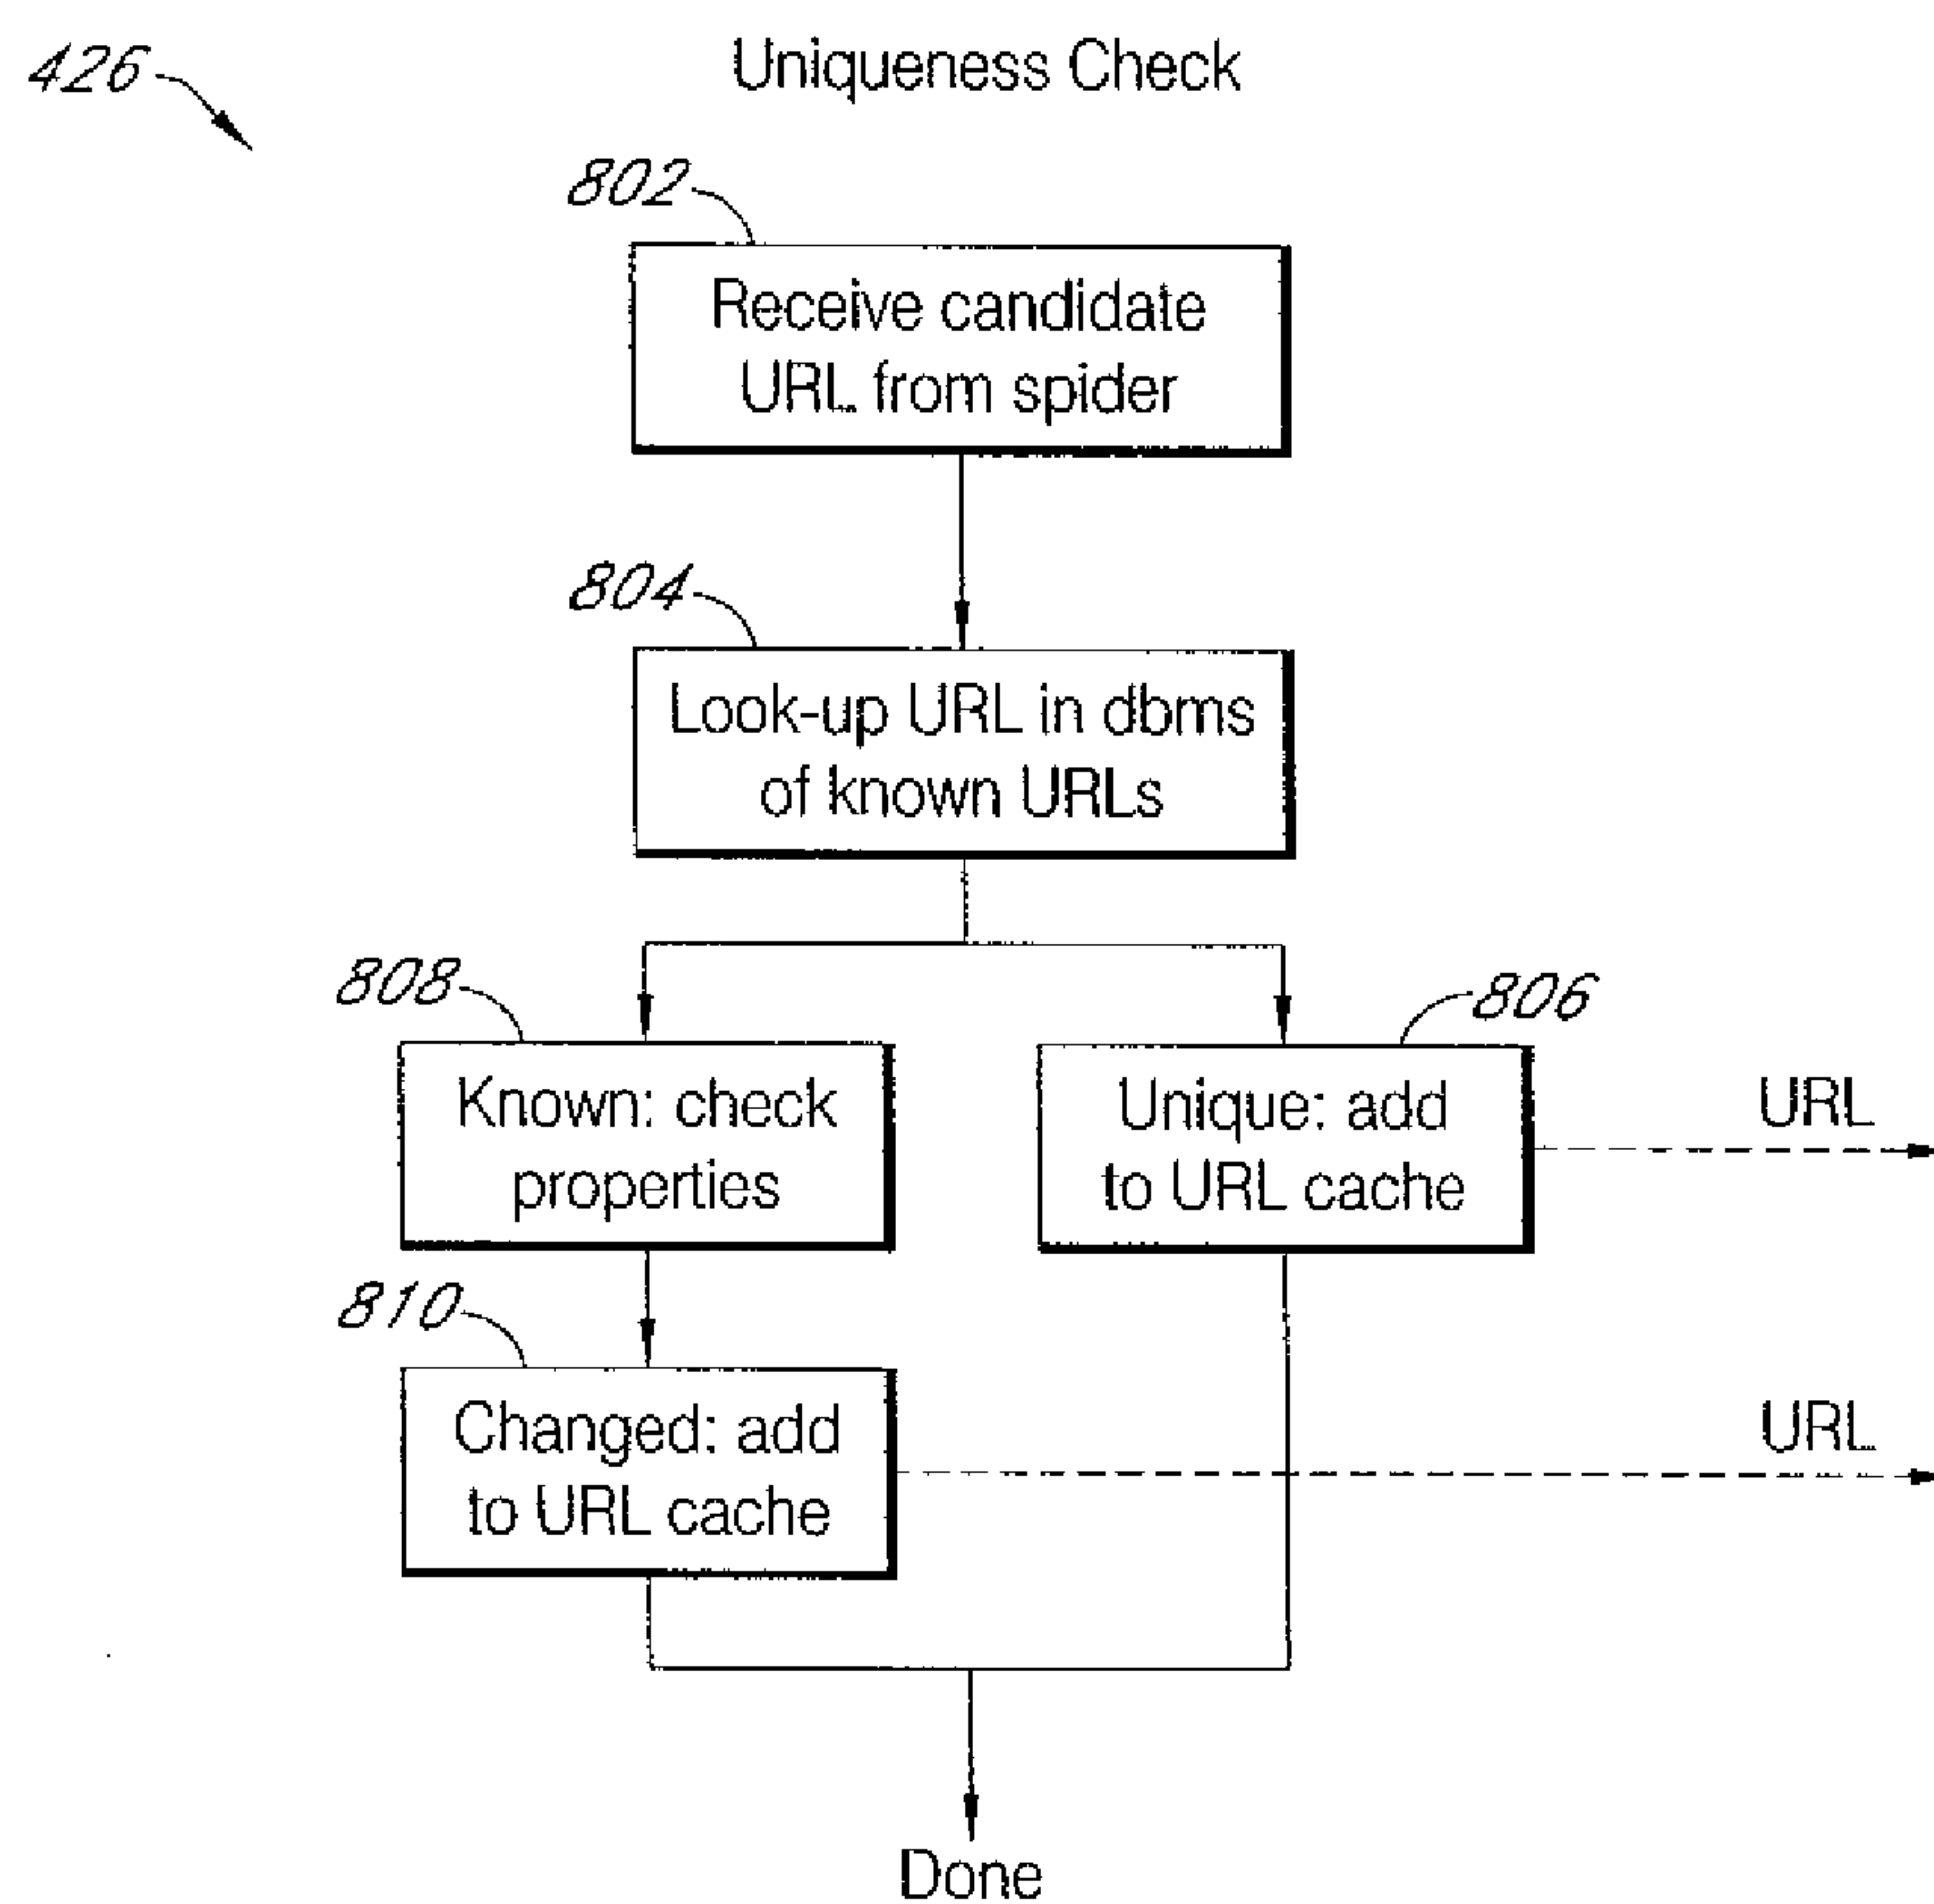 426
Uniqueness Check
802
Receive candidate
URL from spider
804
Look-up URL in dbms
of known URLs
808
806
Known: check
properties
Unique: add
to URL cache
URL
810
Changed: add
to URL cache
URL
Done